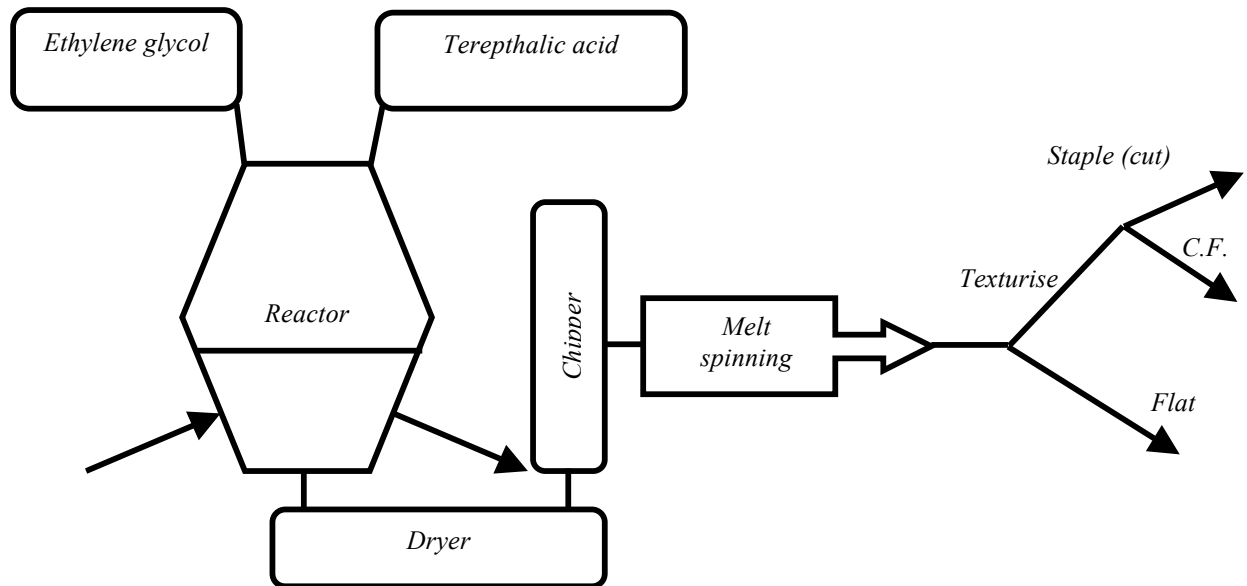 Ethylene glycol
Terepthalic acid
Staple (cut)
C.F.
Texturise
Reactor
Chipper
Melt
spinning
Flat
Dryer